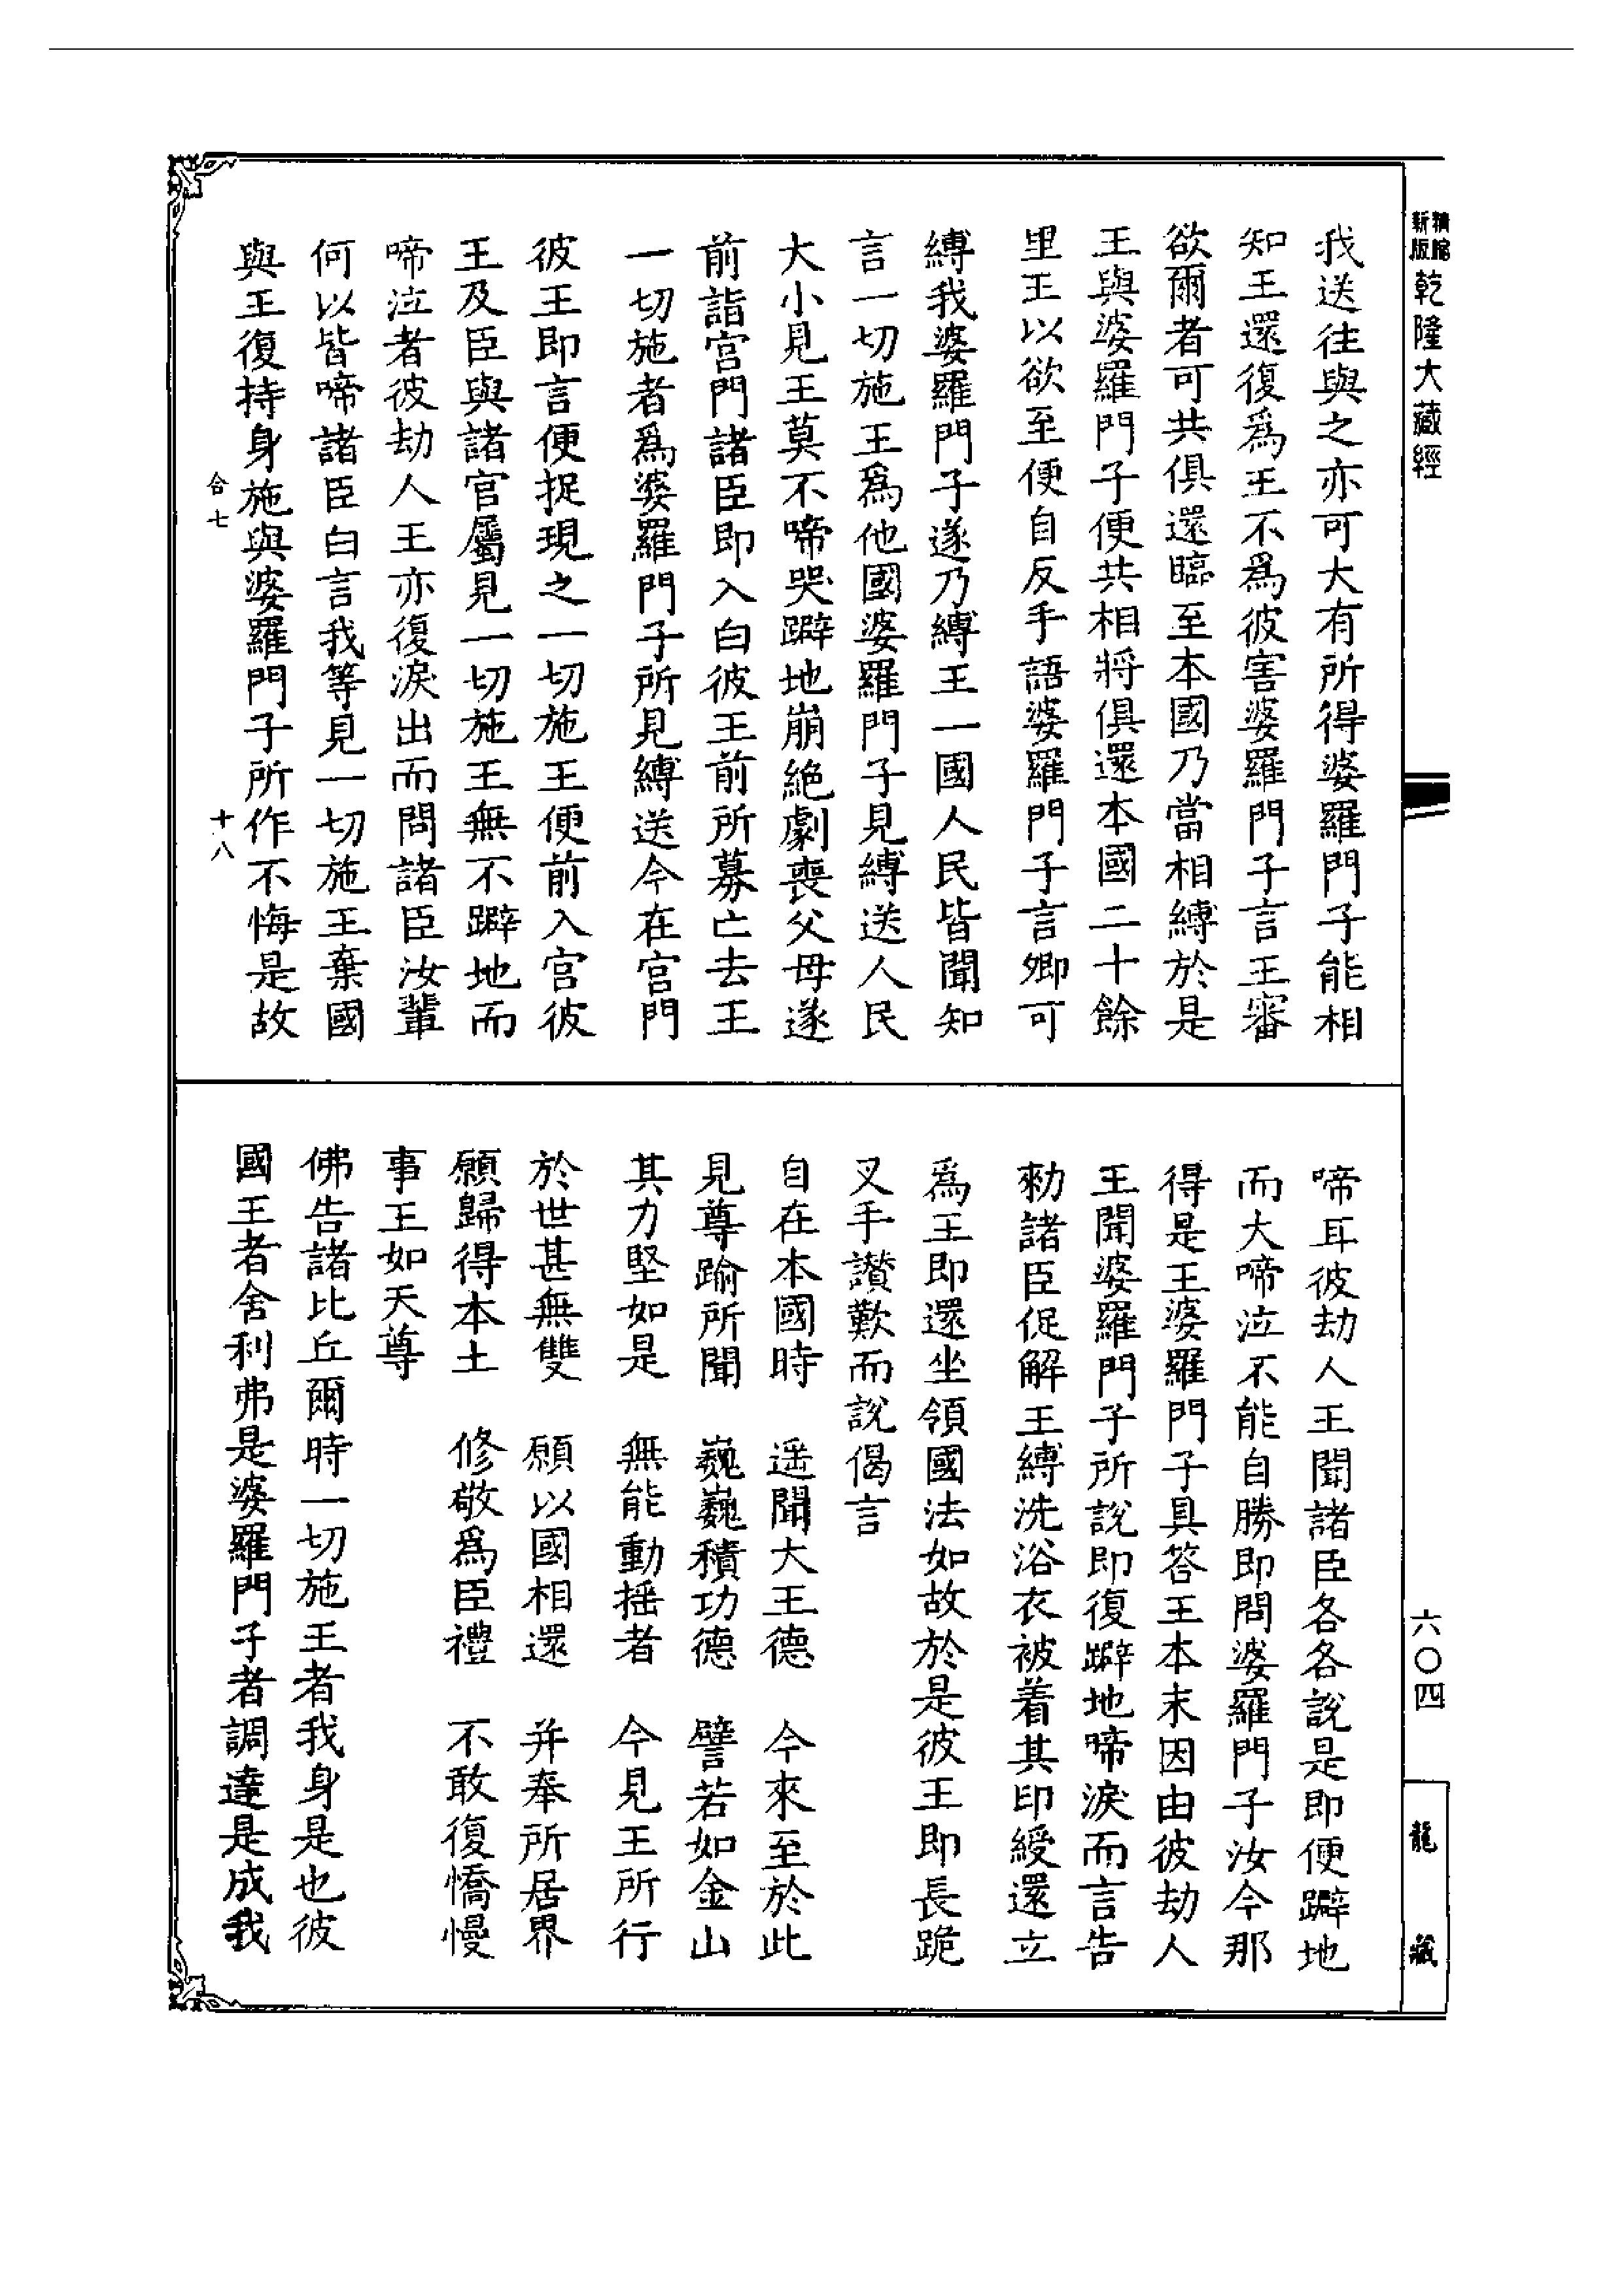 精縮新版乾隆大藏經
六〇四
龍藏
我送往與之亦可大有所得婆羅門子能相
知王還復爲王不爲彼害婆羅門子言王審
欲爾者可共俱還臨至本國乃當相縛於是
王與婆羅門子便共相將俱還本國二十餘
里王以欲至便自反手語婆羅門子言卿可
縛我婆羅門子遂乃縛王一國人民皆聞知
言一切施王爲他國婆羅門子見縛送人民
大小見王莫不啼哭躃地崩絕劇喪父母遂
前詣宮門諸臣即入白彼王前所募亡去王
一切施者爲婆羅門子所見縛送今在宮門
彼王即言便捉現之一切施王便前入宮彼
王及臣與諸官屬見一切施王無不躃地而
啼泣者彼劫人王亦復淚出而問諸臣汝輩
何以皆啼諸臣白言我等見一切施王棄國
與王復持身施與婆羅門子所作不悔是故
合七 十八
啼耳彼劫人王聞諸臣各各說是即便躃地
而大啼泣不能自勝即問婆羅門子汝今那
得是王婆羅門子具答王本末因由彼劫人
王聞婆羅門子所說即復躃地啼淚而言告
勑諸臣促解王縛洗浴衣被着其印綬還立
爲王即還坐領國法如故於是彼王即長跪
叉手讚歎而說偈言
自在本國時 遥聞大王德 今來至於此
見尊踰所聞 巍巍積功德 譬若如金山
其力堅如是 無能動搖者 今見王所行
於世甚無雙 願以國相還 并奉所居界
願歸得本土 修敬爲臣禮 不敢復憍慢
事王如天尊
佛告諸比丘爾時一切施王者我身是也彼
國王者舍利弗是婆羅門子者調達是成我